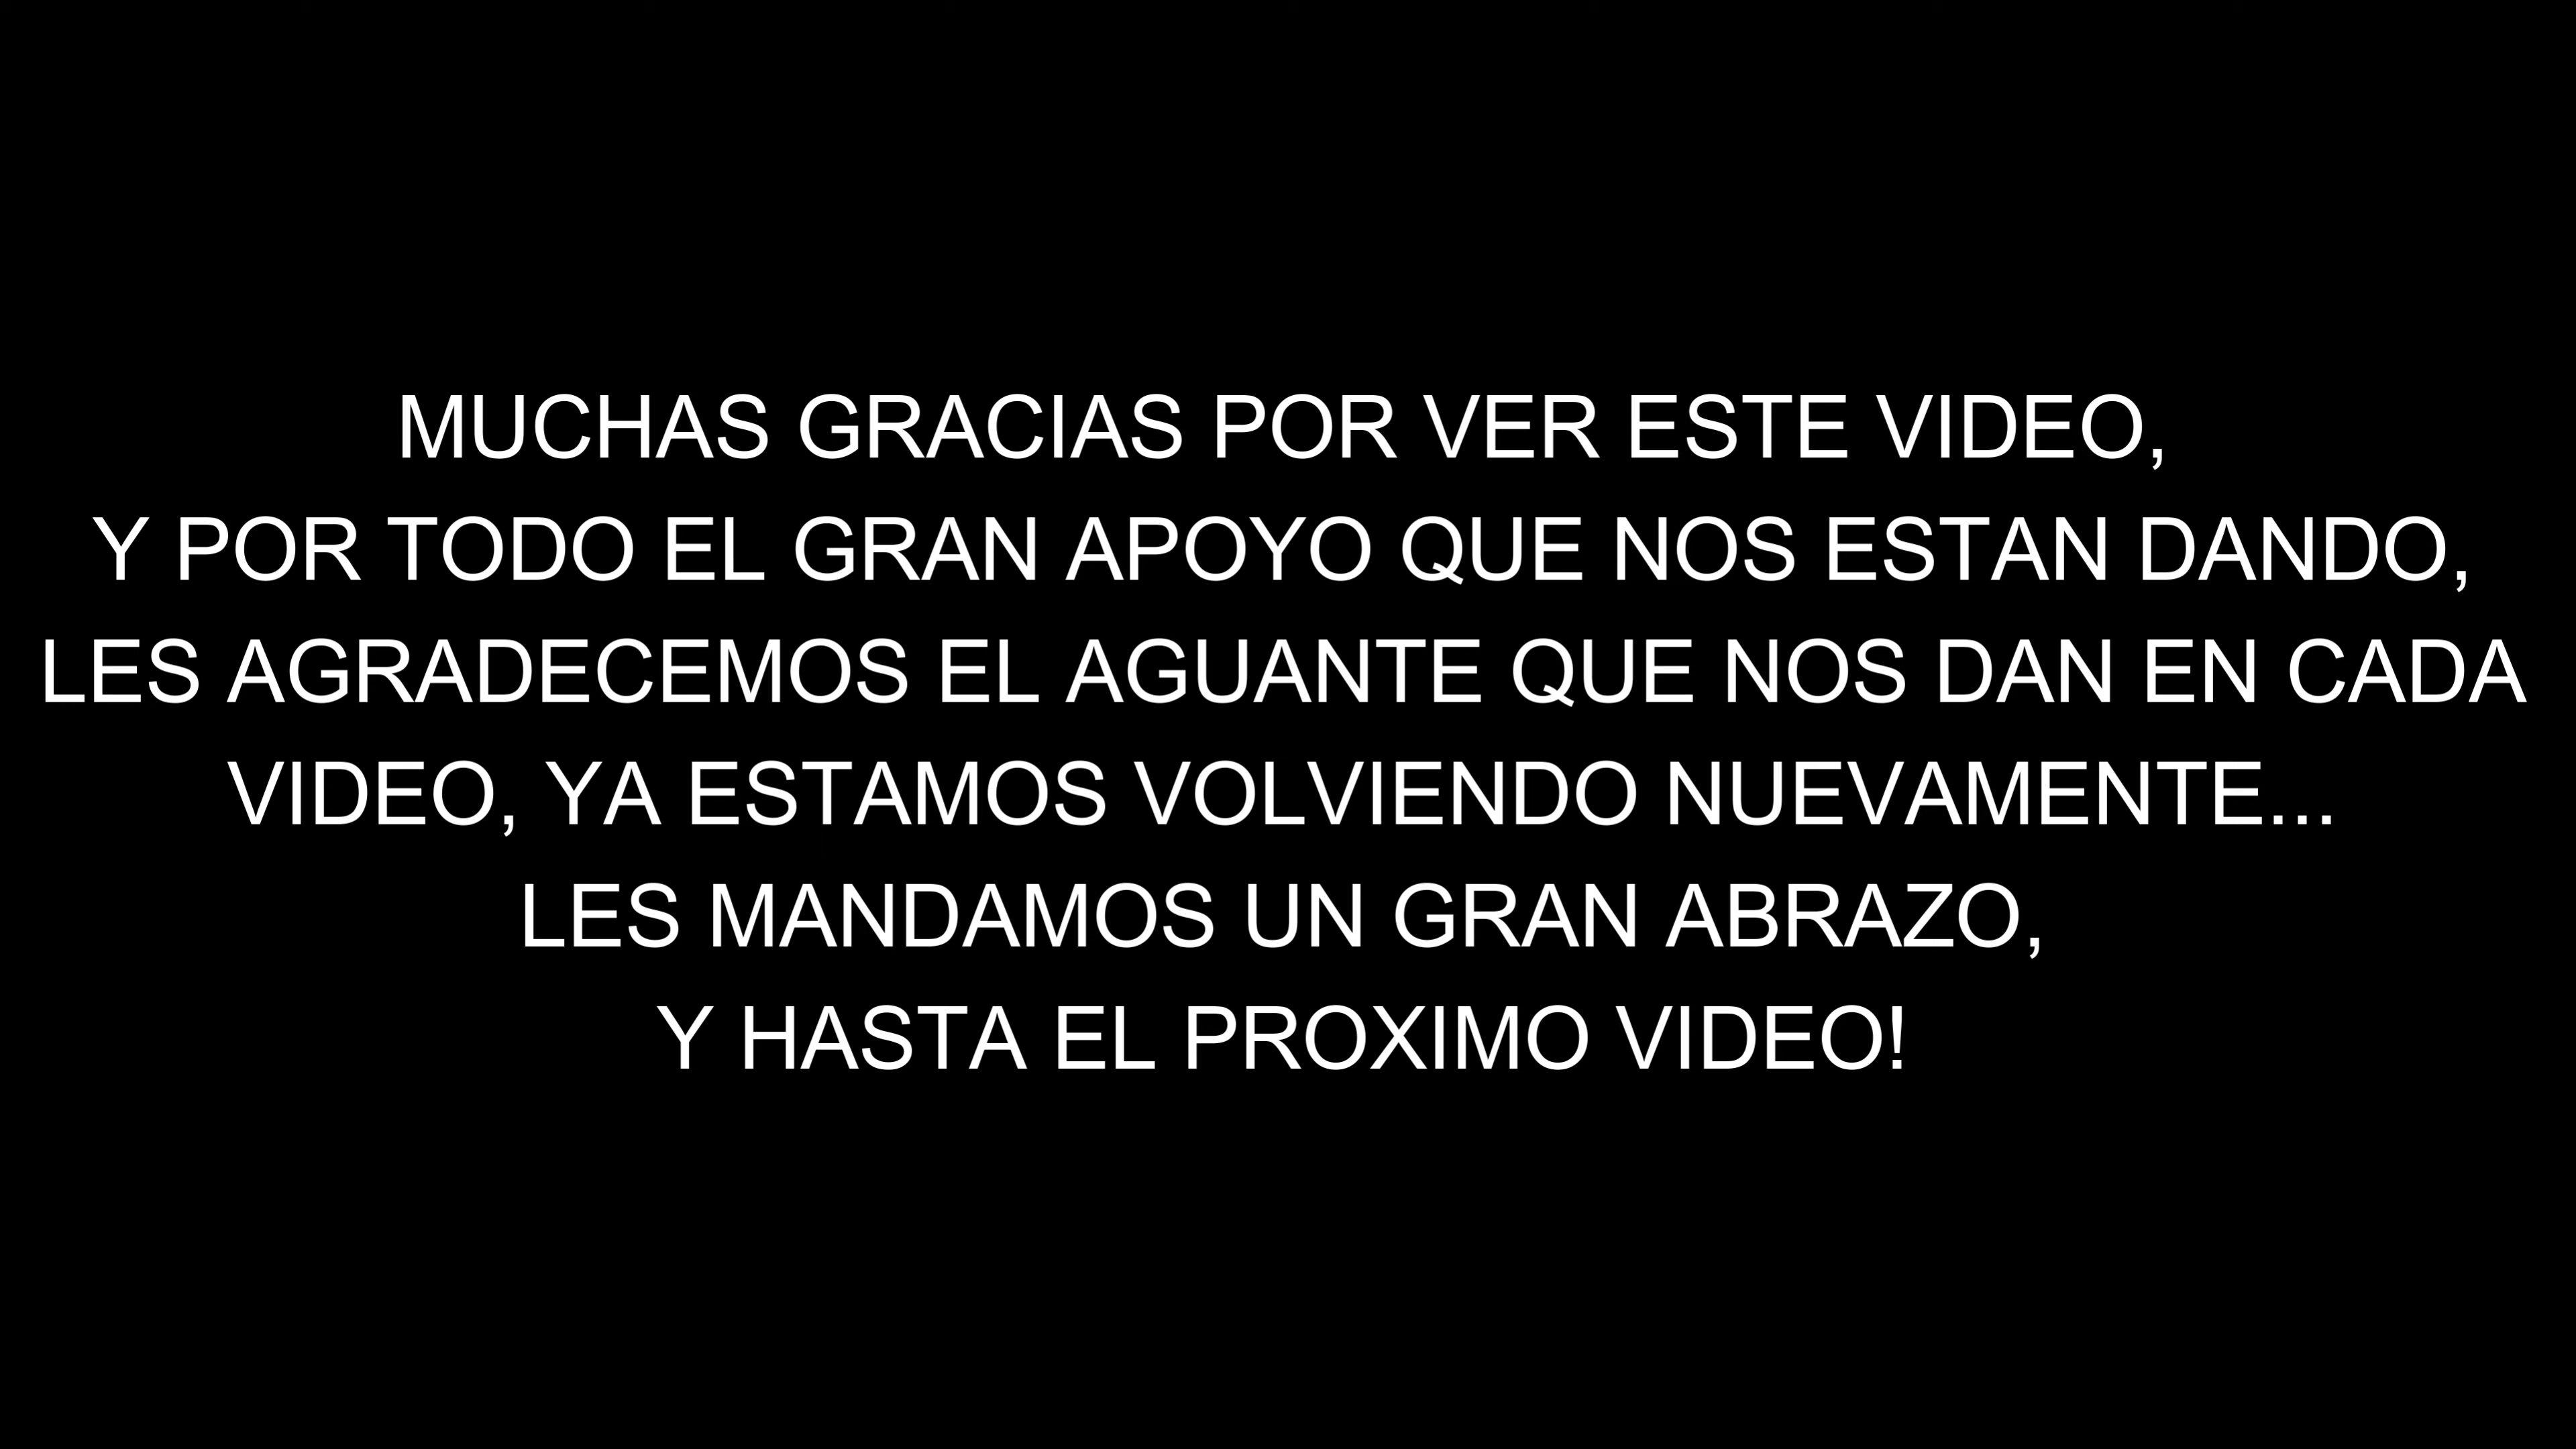 MUCHAS GRACIAS POR VER ESTE VIDEO,
Y POR TODO EL GRAN APOYO QUE NOS ESTAN DANDO,
LES AGRADECEMOS EL AGUANTE QUE NOS DAN EN CADA
VIDEO, YA ESTAMOS VOLVIENDO NUEVAMENTE...
LES MANDAMOS UN GRAN ABRAZO,
Y HASTA EL PROXIMO VIDEO!